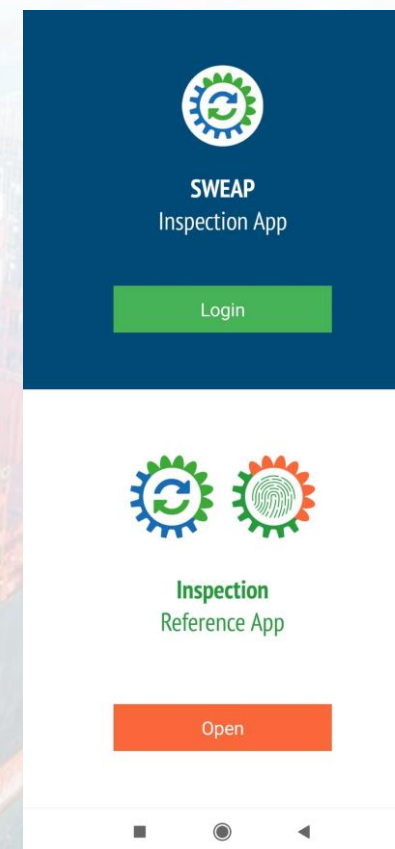 SWEAP
Inspection App
Login
Inspection
Reference App
Open